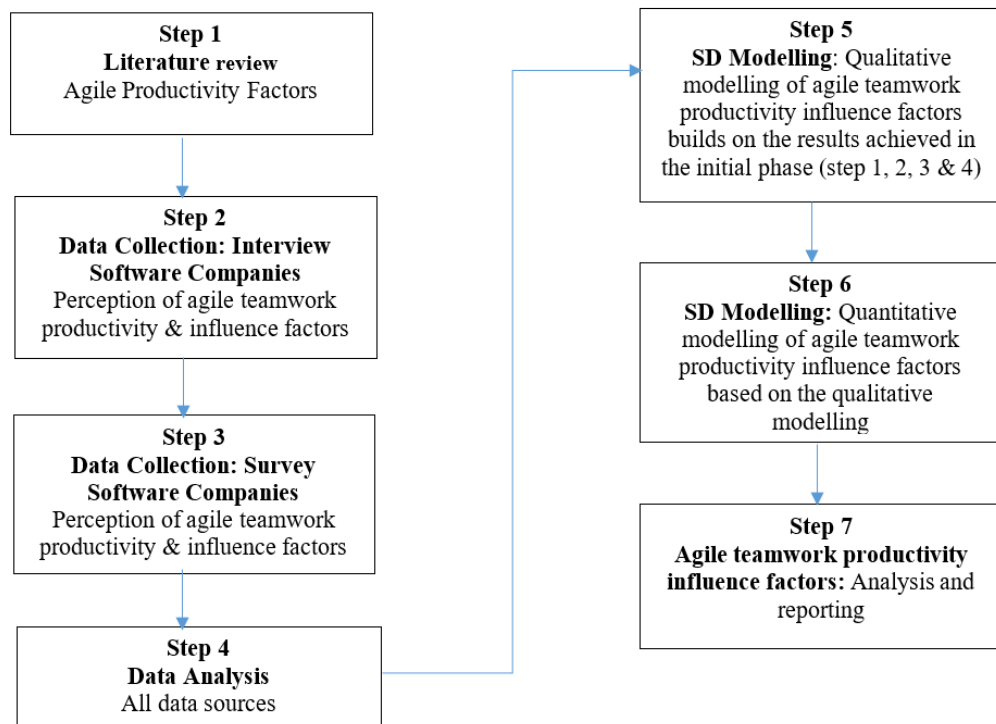 Step 1
Literature review
Agile Productivity Factors
Step 2
Data Collection: Interview
Software Companies
Perception of agile teamwork
productivity & influence factors
Step 3
Data Collection: Survey
Software Companies
Perception of agile teamwork
productivity & influence factors
Step 4
Data Analysis
All data sources
Step 5
SD Modelling: Qualitative
modelling of agile teamwork
productivity influence factors
builds on the results achieved in
the initial phase (step 1, 2, 3 & 4)
Step 6
SD Modelling: Quantitative
modelling of agile teamwork
productivity influence factors
based on the qualitative
modelling
Step 7
Agile teamwork productivity
influence factors: Analysis and
reporting